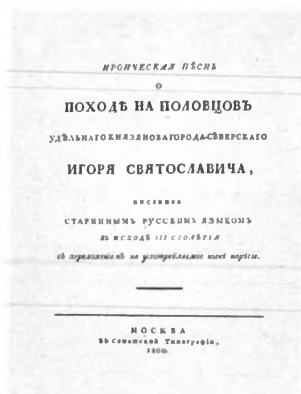 ИРОИЧЕСКАЯ ПѢСНЬ
О
ПОХОДѢ НА ПОЛОВЦОВЪ
УДѢЛЬНАГО КНЯЗЯ НОВАГОРОДА-СѢВЕРСКАГО
ИГОРЯ СВЯТОСЛАВИЧА,
писанная
СТАРИННЫМЪ РУССКИМЪ ЯЗЫКОМЪ
въ исходѣ XII столѣтія
съ переложеніемъ на употребляемое нынѣ нарѣчіе.
МОСКВА
Въ Сенатской Типографіи,
1800.